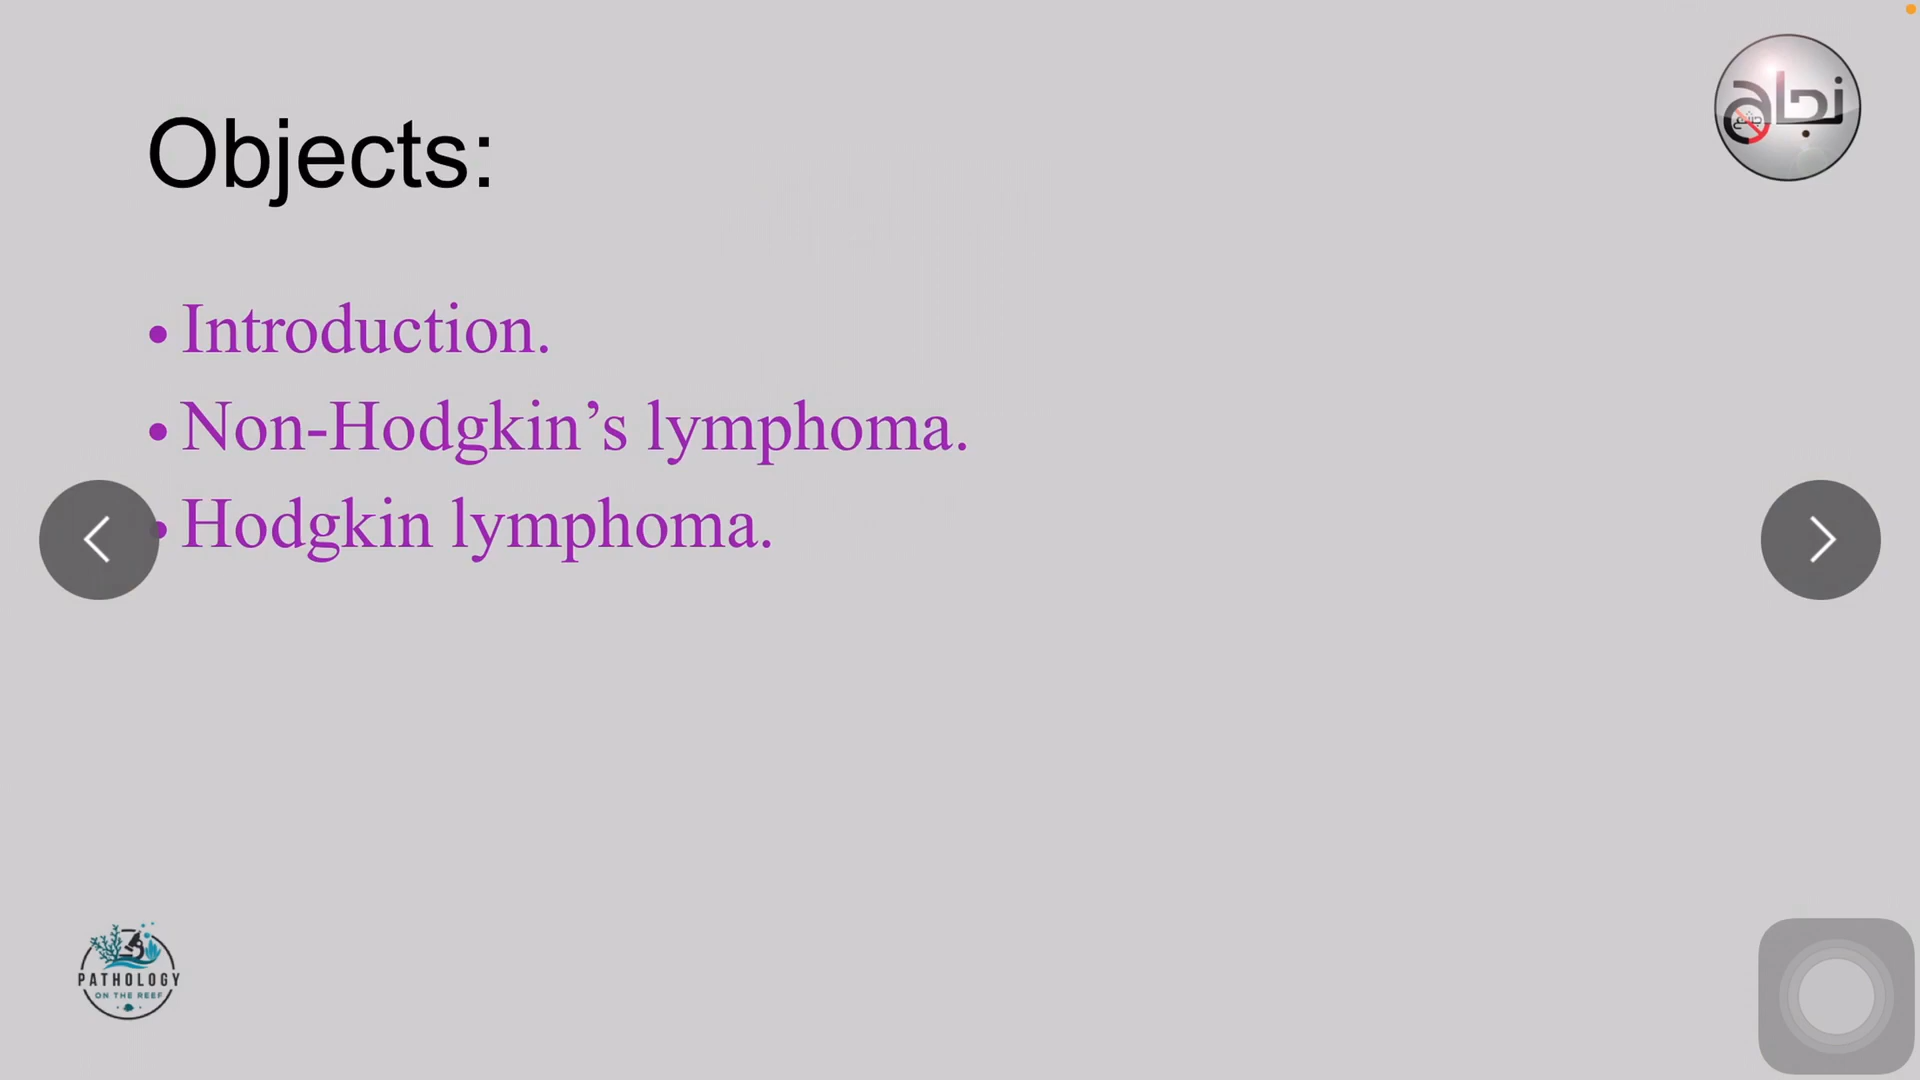 Objects:
• Introduction.
• Non-Hodgkin’s lymphoma.
• Hodgkin lymphoma.
PATHOLOGY
ON THE REEF